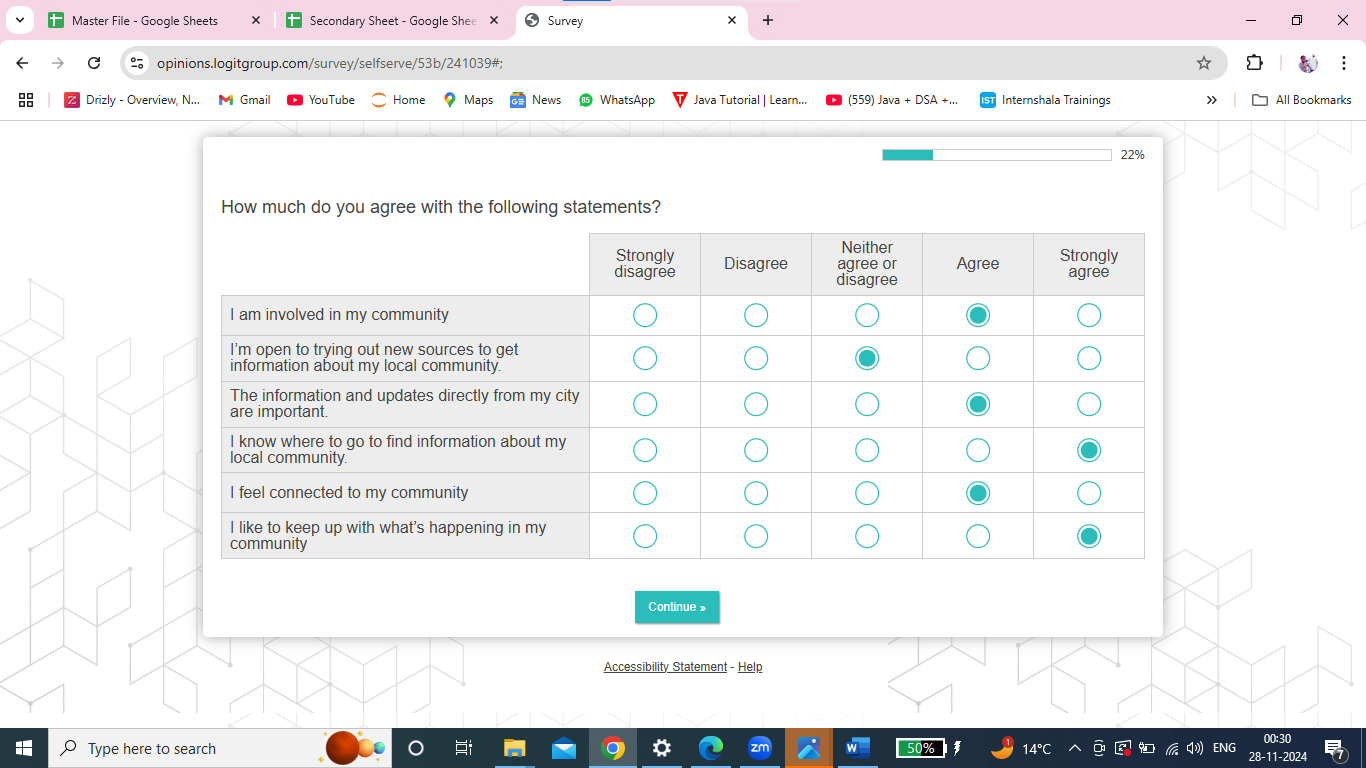 Master File - Google Sheets
Secondary Sheet - Google Shee
Survey
opinions.logitgroup.com/survey/selfserve/53b/241039#;
Drizly - Overview, N...
Gmail
YouTube
Home
Maps
GE
News
85
WhatsApp
Java Tutorial | Learn...
(559) Java + DSA +...
IST
Internshala Trainings
»
All Bookmarks
22%
How much do you agree with the following statements?
Strongly
disagree
Disagree
Neither
agree or
disagree
Agree
Strongly
agree
I am involved in my community
I'm open to trying out new sources to get
information about my local community.
The information and updates directly from my city
are important.
I know where to go to find information about my
local community.
I feel connected to my community
I like to keep up with what's happening in my
community
Continue »
Accessibility Statement - Help
Type here to search
zm
W
50%
1
14°C
ENG
00:30
28-11-2024
7